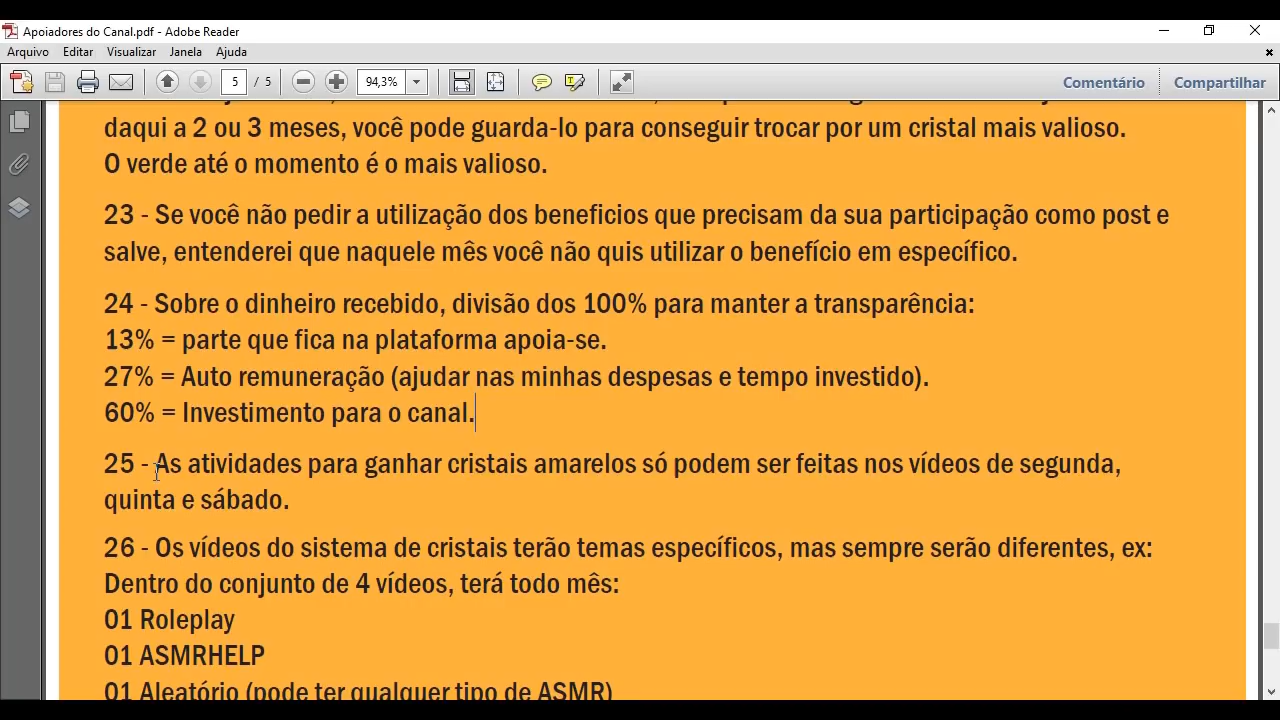 Apoiadores do Canal.pdf - Adobe Reader
Arquivo Editar Visualizar Janela Ajuda
5 / 5 94,3% Comentário Compartilhar
daqui a 2 ou 3 meses, você pode guarda-lo para conseguir trocar por um cristal mais valioso.
O verde até o momento é o mais valioso.
23 - Se você não pedir a utilização dos beneficios que precisam da sua participação como post e
salve, entenderei que naquele mês você não quis utilizar o benefício em específico.
24 - Sobre o dinheiro recebido, divisão dos 100% para manter a transparência:
13% = parte que fica na plataforma apoia-se.
27% = Auto remuneração (ajudar nas minhas despesas e tempo investido).
60% = Investimento para o canal.
25 - As atividades para ganhar cristais amarelos só podem ser feitas nos vídeos de segunda,
quinta e sábado.
26 - Os vídeos do sistema de cristais terão temas específicos, mas sempre serão diferentes, ex:
Dentro do conjunto de 4 vídeos, terá todo mês:
01 Roleplay
01 ASMRHELP
01 Aleatório (pode ter qualquer tipo de ASMR)